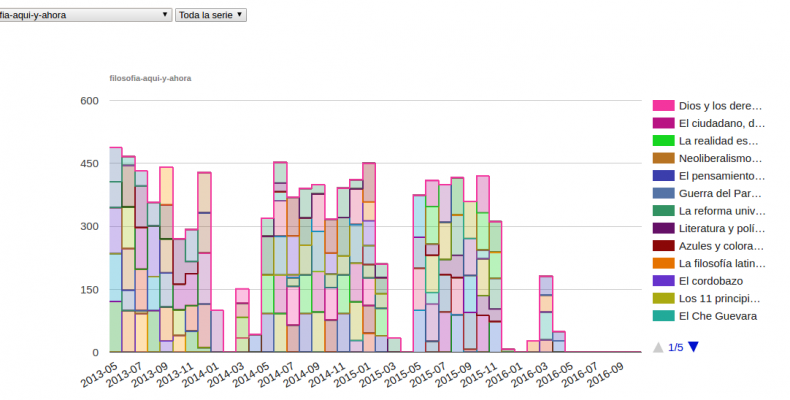 fia-aqui-y-ahora
Toda la serie
filosofia-aqui-y-ahora
600
450
300
150
0
2013-05
2013-07
2013-09
2013-11
2014-01
2014-03
2014-05
2014-07
2014-09
2014-11
2015-01
2015-03
2015-05
2015-07
2015-09
2015-11
2016-01
2016-03
2016-05
2016-07
2016-09
Dios y los dere...
El ciudadano, d...
La realidad es...
Neoliberalismo...
El pensamiento...
Guerra del Par...
La reforma univ...
Literatura y polí...
Azules y colora...
La filosofía latin...
El cordobazo
Los 11 principi...
El Che Guevara
1/5